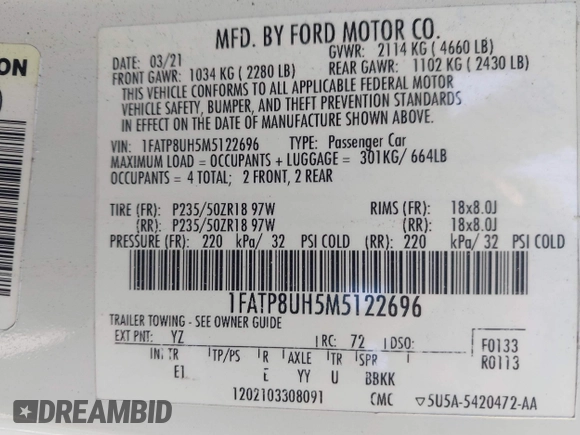 ON
MFD. BY FORD MOTOR CO.
DATE: 03/21
GVWR: 2114 KG ( 4660 LB)
FRONT GAWR: 1034 KG ( 2280 LB)
REAR GAWR: 1102 KG ( 2430 LB)
THIS VEHICLE CONFORMS TO ALL APPLICABLE FEDERAL MOTOR
VEHICLE SAFETY, BUMPER, AND THEFT PREVENTION STANDARDS
IN EFFECT ON THE DATE OF MANUFACTURE SHOWN ABOVE.
VIN: 1FATP8UH5M5122696 TYPE: Passenger Car
MAXIMUM LOAD = OCCUPANTS + LUGGAGE = 301KG/ 664LB
OCCUPANTS = 4 TOTAL; 2 FRONT, 2 REAR
TIRE (FR): P235/50ZR18 97W RIMS (FR): 18x8.0J
(RR): P235/50ZR18 97W (RR): 18x8.0J
PRESSURE (FR): 220 kPa/ 32 PSI COLD (RR): 220 kPa/ 32 PSI COLD
1FATP8UH5M5122696
TRAILER TOWING - SEE OWNER GUIDE
EXT PNT: YZ RC: 72 DSO:
F0133
R0113
INT TR TP/PS R AXLE TR SPR
YY U BBKK
1202103308091 CMC 5U5A-5420472-AA
© AutoBidMaster